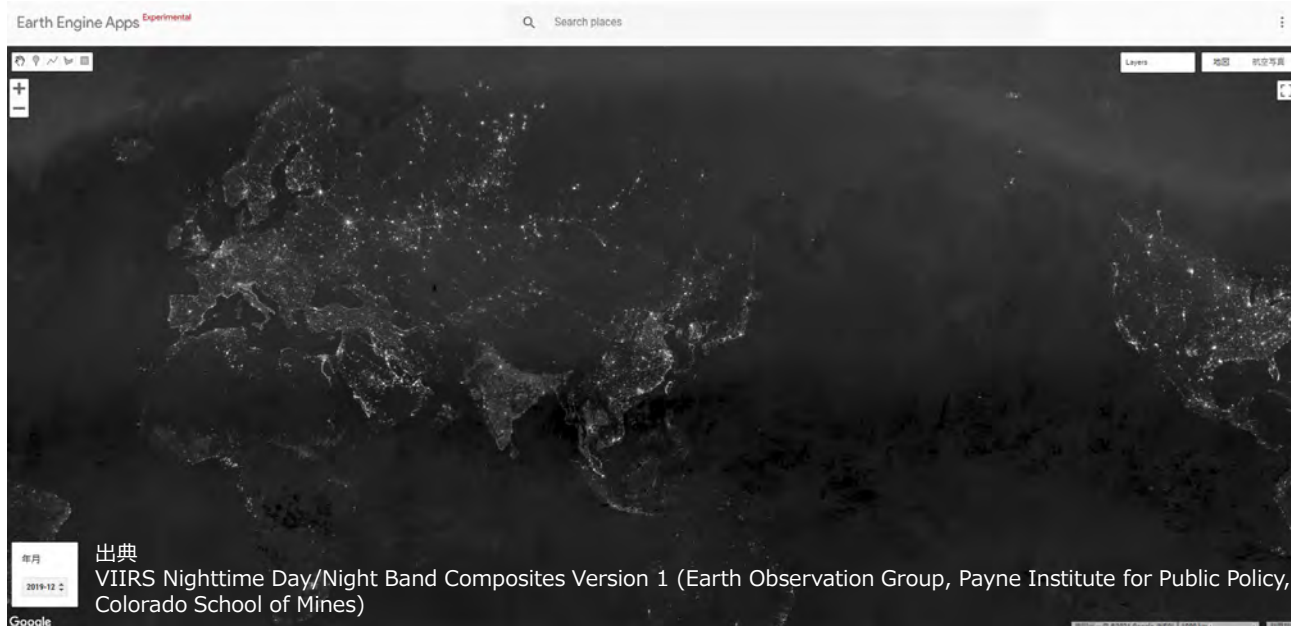 Earth Engine Apps Experimental
Search places
Layers
地図
航空写真
年月
2019-12
出典
VIIRS Nighttime Day/Night Band Composites Version 1 (Earth Observation Group, Payne Institute for Public Policy,
Colorado School of Mines)
Google